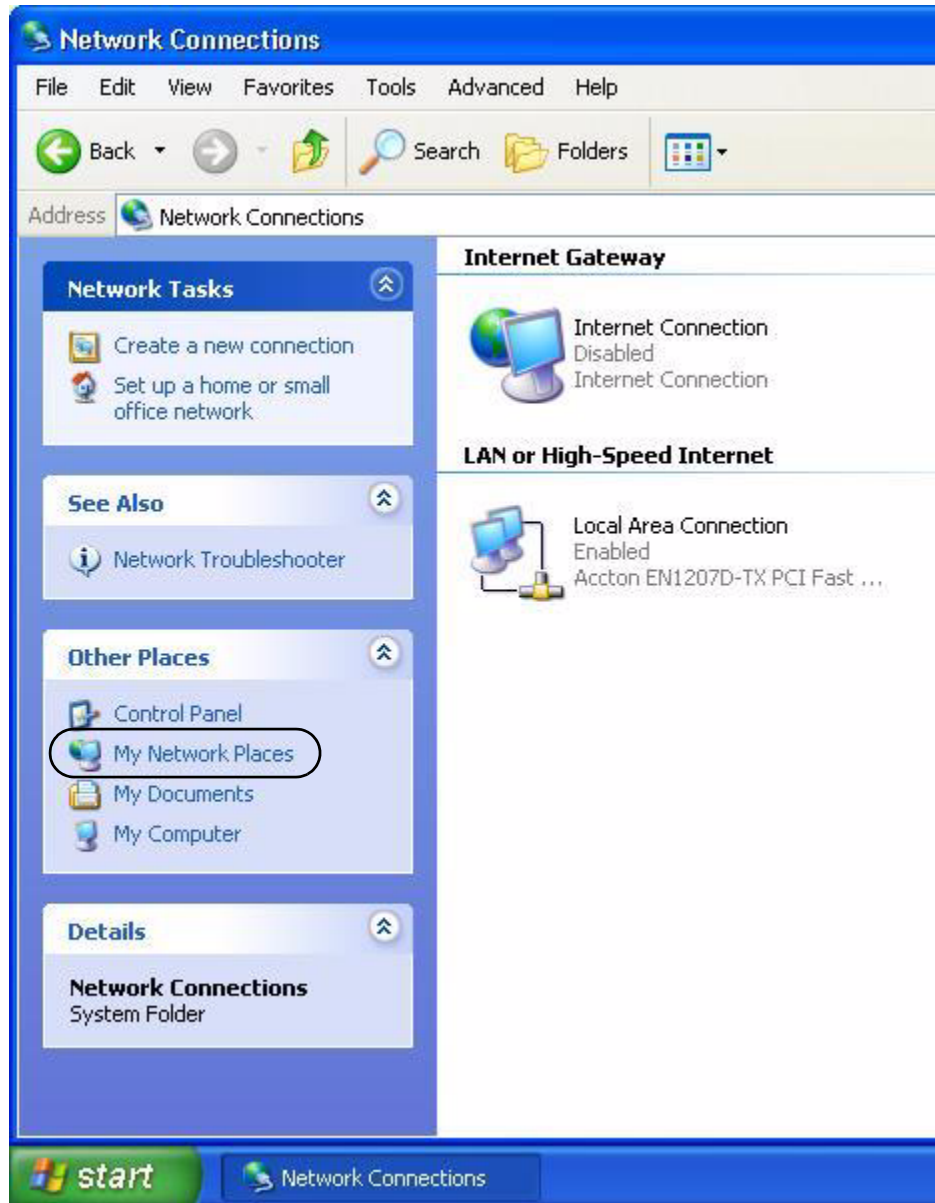 Network Connections
File Edit View Favorites Tools Advanced Help
Back Search Folders
Address Network Connections
Network Tasks
Create a new connection
Set up a home or small
office network
See Also
Network Troubleshooter
Other Places
Control Panel
My Network Places
My Documents
My Computer
Details
Network Connections
System Folder
Internet Gateway
Internet Connection
Disabled
Internet Connection
LAN or High-Speed Internet
Local Area Connection
Enabled
Accton EN1207D-TX PCI Fast ...
start Network Connections